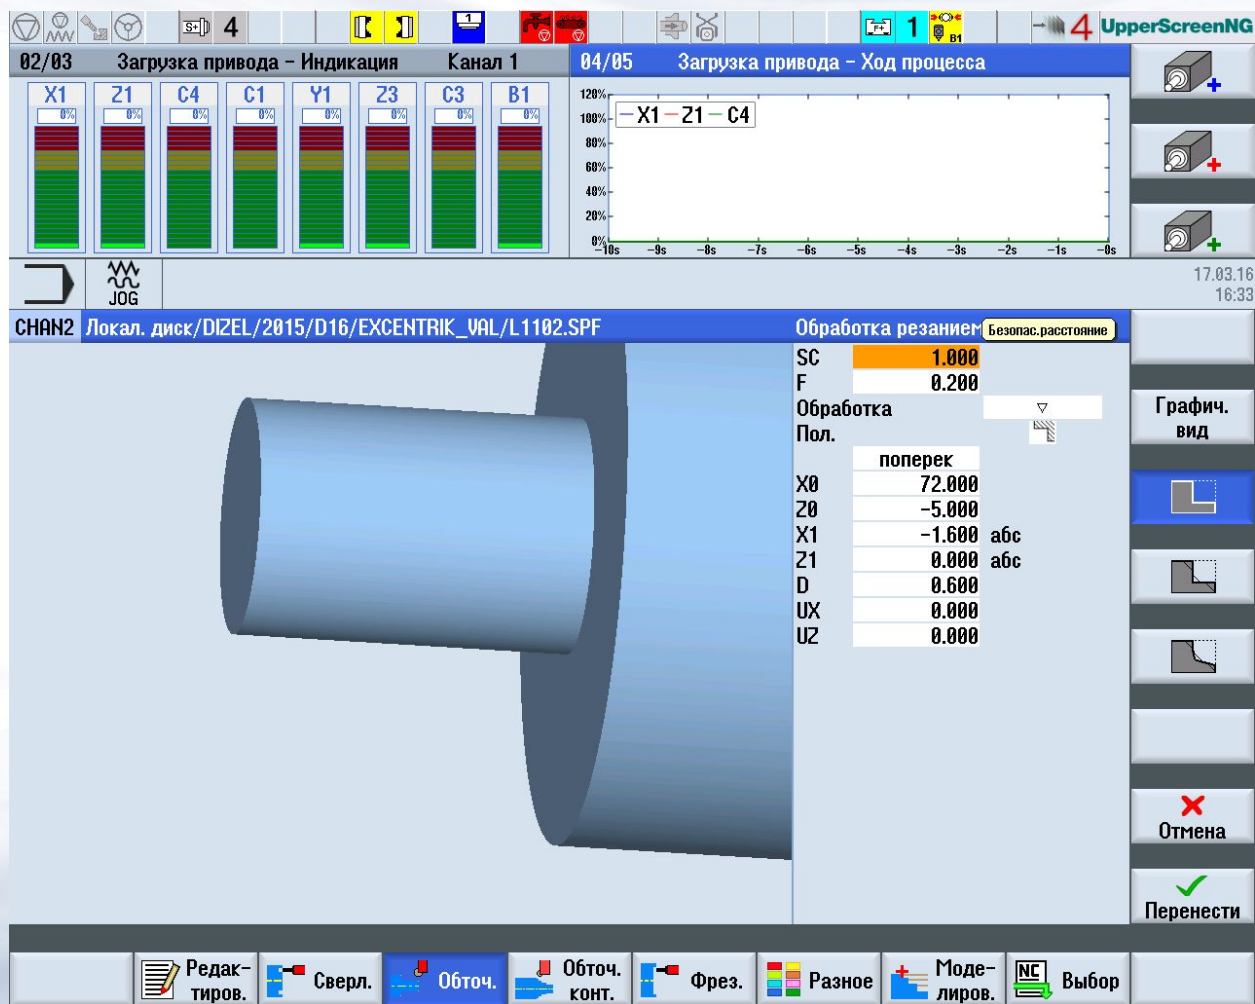 S+ 4 1 F+ 1 B1 4 UpperScreenNG
02/03 Загрузка привода - Индикация Канал 1
04/05 Загрузка привода - Ход процесса
X1 Z1 C4 C1 Y1 Z3 C3 B1
0% 0% 0% 0% 0% 0% 0% 0%
120%
100%
X1 Z1 C4
80%
60%
40%
20%
0%
-10s -9s -8s -7s -6s -5s -4s -3s -2s -1s -0s
JOG
17.03.16
16:33
CHAN2 Локал. диск/DIZEL/2015/D16/EXCENTRIK_VAL/L1102.SPF
Обработка резанием Безопас.расстояние
SC 1.000
F 0.200
Обработка ▽
Пол.
поперек
X0 72.000
Z0 -5.000
X1 -1.600 абс
Z1 0.000 абс
D 0.600
UX 0.000
UZ 0.000
Графич.
вид
Отмена
Перенести
Редак-
тиров.
Сверл.
Обточ.
Обточ.
конт.
Фрез.
Разное
Моде-
лиров.
NC Выбор